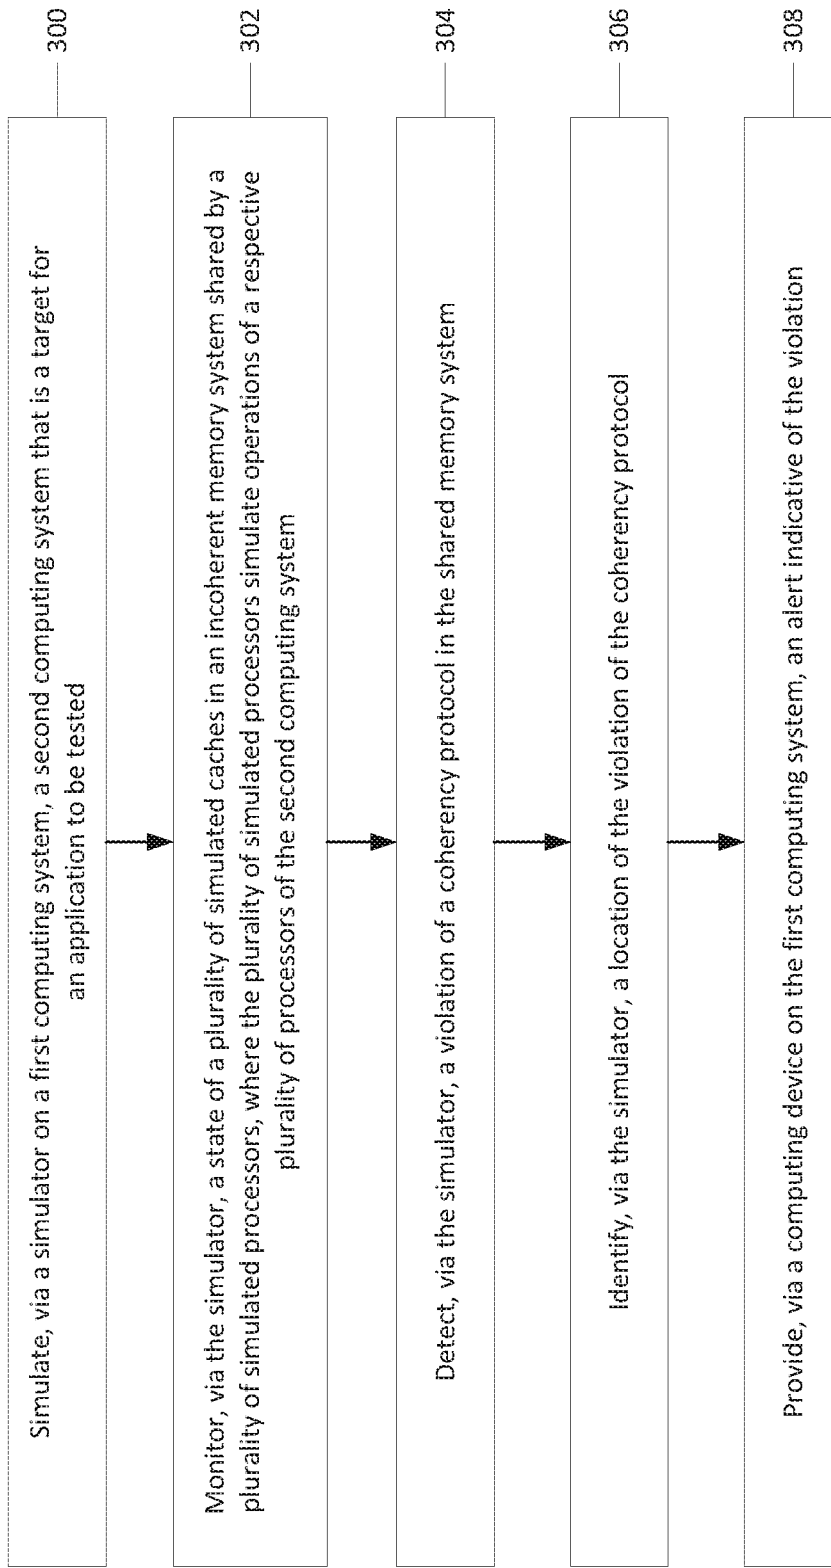 Simulate, via a simulator on a first computing system, a second computing system that is a target for
an application to be tested
300
Monitor, via the simulator, a state of a plurality of simulated caches in an incoherent memory system shared by a
plurality of simulated processors, where the plurality of simulated processors simulate operations of a respective
plurality of processors of the second computing system
302
Detect, via the simulator, a violation of a coherency protocol in the shared memory system
304
Identify, via the simulator, a location of the violation of the coherency protocol
306
Provide, via a computing device on the first computing system, an alert indicative of the violation
308